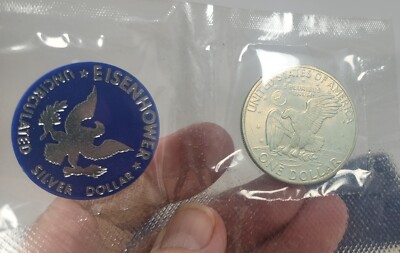 EISENHOWER
UNCIRCULATED
SILVER DOLLAR
UNITED STATES OF AMERICA
ONE DOLLAR